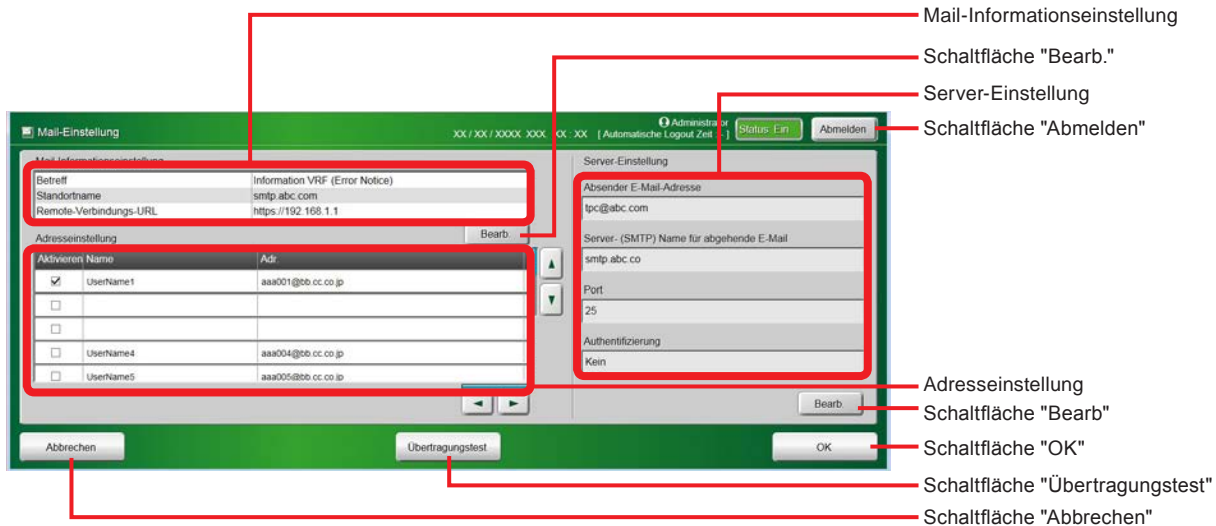 Mail-Informationseinstellung
Schaltfläche "Bearb."
Server-Einstellung
Schaltfläche "Abmelden"
Mail-Einstellung
XX / XX / XXXX XXX XX : XX [ Automatische Logout Zeit
Administrator
Status: Ein
Abmelden
Mail-Informationseinstellung
Betreff Information VRF (Error Notice)
Standortname smtp.abc.com
Remote-Verbindungs-URL https://192.168.1.1
Bearb.
Adresseinstellung
Aktivieren Name Adr.
UserName1 aaa001@bb.cc.co.jp
UserName4 aaa004@bb.cc.co.jp
UserName5 aaa005@bb.cc.co.jp
Server-Einstellung
Absender E-Mail-Adresse
tpc@abc.com
Server- (SMTP) Name für abgehende E-Mail
smtp.abc.co
Port
25
Authentifizierung
Kein
Bearb.
Abbrechen
Übertragungstest
OK
Adresseinstellung
Schaltfläche "Bearb"
Schaltfläche "OK"
Schaltfläche "Übertragungstest"
Schaltfläche "Abbrechen"